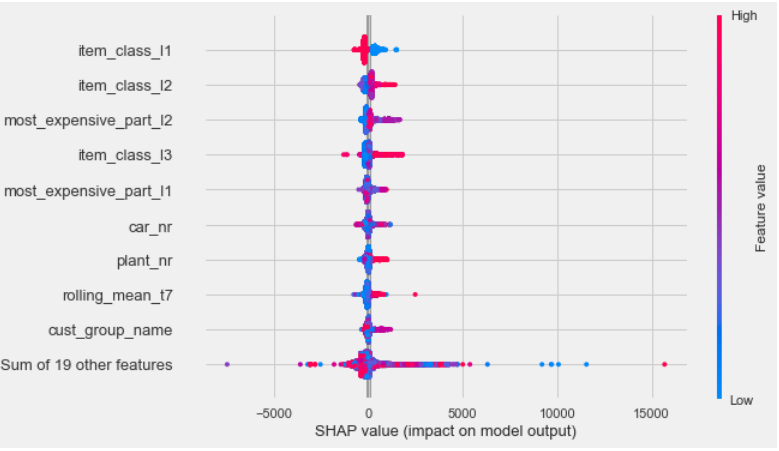 High
item_class_l1
item_class_l2
most_expensive_part_l2
item_class_l3
most_expensive_part_l1
car_nr
plant_nr
rolling_mean_t7
cust_group_name
Sum of 19 other features
Feature value
Low
−5000 0 5000 10000 15000
SHAP value (impact on model output)